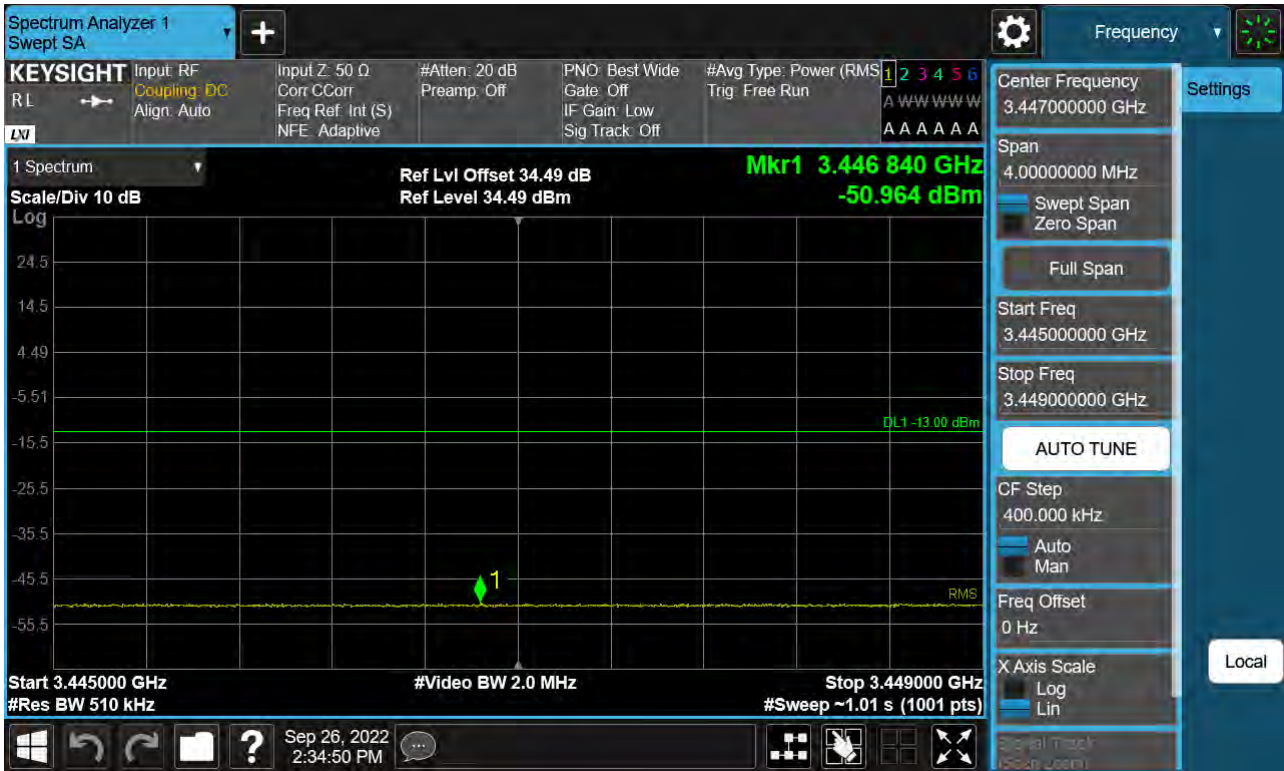 Spectrum Analyzer 1
Swept SA
+
Frequency
KEYSIGHT
RL
LXI
Input: RF
Coupling: DC
Align: Auto
Input Z: 50 Ω
Corr CCorr
Freq Ref: Int (S)
NFE: Adaptive
#Atten: 20 dB
Preamp: Off
PNO: Best Wide
Gate: Off
IF Gain: Low
Sig Track: Off
#Avg Type: Power (RMS
Trig: Free Run
1 2 3 4 5 6
A W W W W W
A A A A A A
1 Spectrum
Scale/Div 10 dB
Log
Ref Lvl Offset 34.49 dB
Ref Level 34.49 dBm
Mkr1 3.446 840 GHz
-50.964 dBm
24.5
14.5
4.49
-5.51
-15.5
-25.5
-35.5
-45.5
-55.5
DL1 -13.00 dBm
1
RMS
Start 3.445000 GHz
#Res BW 510 kHz
#Video BW 2.0 MHz
Stop 3.449000 GHz
#Sweep ~1.01 s (1001 pts)
Center Frequency
3.447000000 GHz
Span
4.00000000 MHz
Swept Span
Zero Span
Full Span
Start Freq
3.445000000 GHz
Stop Freq
3.449000000 GHz
AUTO TUNE
CF Step
400.000 kHz
Auto
Man
Freq Offset
0 Hz
X Axis Scale
Log
Lin
Signal Track
(Span Zoom)
Settings
Local
?
Sep 26, 2022
2:34:50 PM